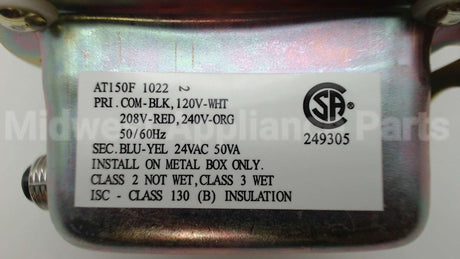 AT150F 1022 2
PRI. COM-BLK, 120V-WHT
208V-RED, 240V-ORG
50/60Hz
SEC. BLU-YEL 24VAC 50VA
INSTALL ON METAL BOX ONLY.
CLASS 2 NOT WET, CLASS 3 WET
ISC - CLASS 130 (B) INSULATION
CSA
249305
Midwest Appliance Parts